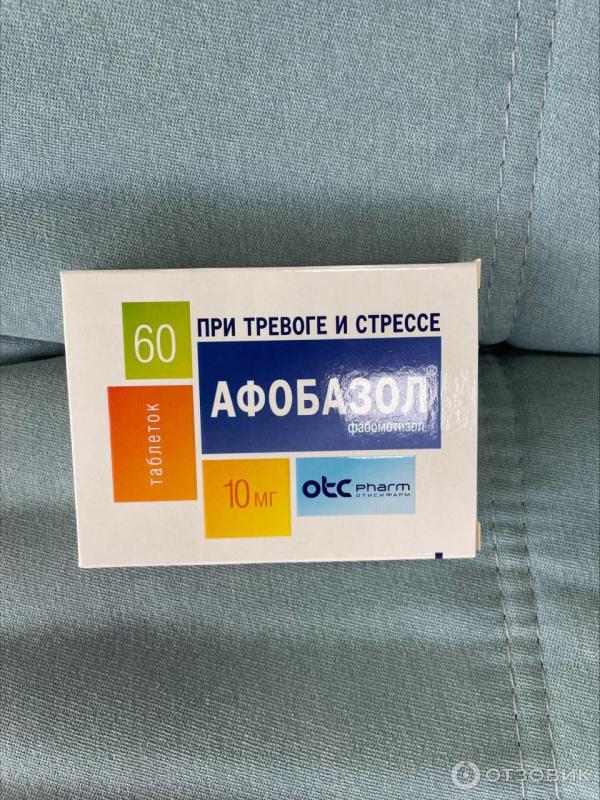 60
таблеток
ПРИ ТРЕВОГЕ И СТРЕССЕ
АФОБАЗОЛ®
фабомотизол
10 мг
otc pharm
ОТИСИФАРМ
ОТЗОВИК